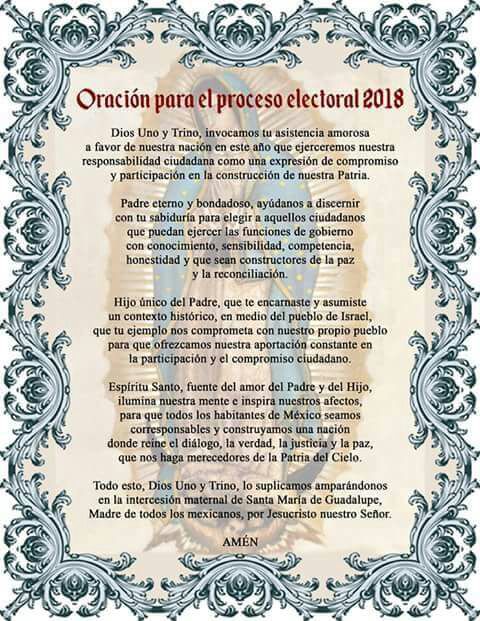 Oración para el proceso electoral 2018
Dios Uno y Trino, invocamos tu asistencia amorosa
a favor de nuestra nación en este año que ejerceremos nuestra
responsabilidad ciudadana como una expresión de compromiso
y participación en la construcción de nuestra Patria.
Padre eterno y bondadoso, ayúdanos a discernir
con tu sabiduría para elegir a aquellos ciudadanos
que puedan ejercer las funciones de gobierno
con conocimiento, sensibilidad, competencia,
honestidad y que sean constructores de la paz
y la reconciliación.
Hijo único del Padre, que te encarnaste y asumiste
un contexto histórico, en medio del pueblo de Israel,
que tu ejemplo nos comprometa con nuestro propio pueblo
para que ofrezcamos nuestra aportación constante en
la participación y el compromiso ciudadano.
Espíritu Santo, fuente del amor del Padre y del Hijo,
ilumina nuestra mente e inspira nuestros afectos,
para que todos los habitantes de México seamos
corresponsables y construyamos una nación
donde reine el diálogo, la verdad, la justicia y la paz,
que nos haga merecedores de la Patria del Cielo.
Todo esto, Dios Uno y Trino, lo suplicamos amparándonos
en la intercesión maternal de Santa María de Guadalupe,
Madre de todos los mexicanos, por Jesucristo nuestro Señor.
AMÉN